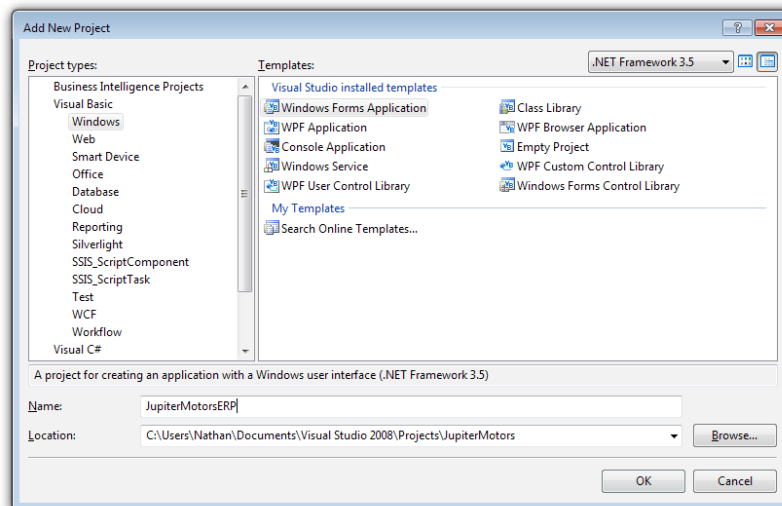 Add New Project
Project types:
Templates:
.NET Framework 3.5
Business Intelligence Projects
Visual Basic
Windows
Web
Smart Device
Office
Database
Cloud
Reporting
Silverlight
SSIS_ScriptComponent
SSIS_ScriptTask
Test
WCF
Workflow
Visual C#
Visual Studio installed templates
Windows Forms Application
Class Library
WPF Application
WPF Browser Application
Console Application
Empty Project
Windows Service
WPF Custom Control Library
WPF User Control Library
Windows Forms Control Library
My Templates
Search Online Templates...
A project for creating an application with a Windows user interface (.NET Framework 3.5)
Name:
JupiterMotorsERP
Location:
C:\Users\Nathan\Documents\Visual Studio 2008\Projects\JupiterMotors
Browse...
OK
Cancel